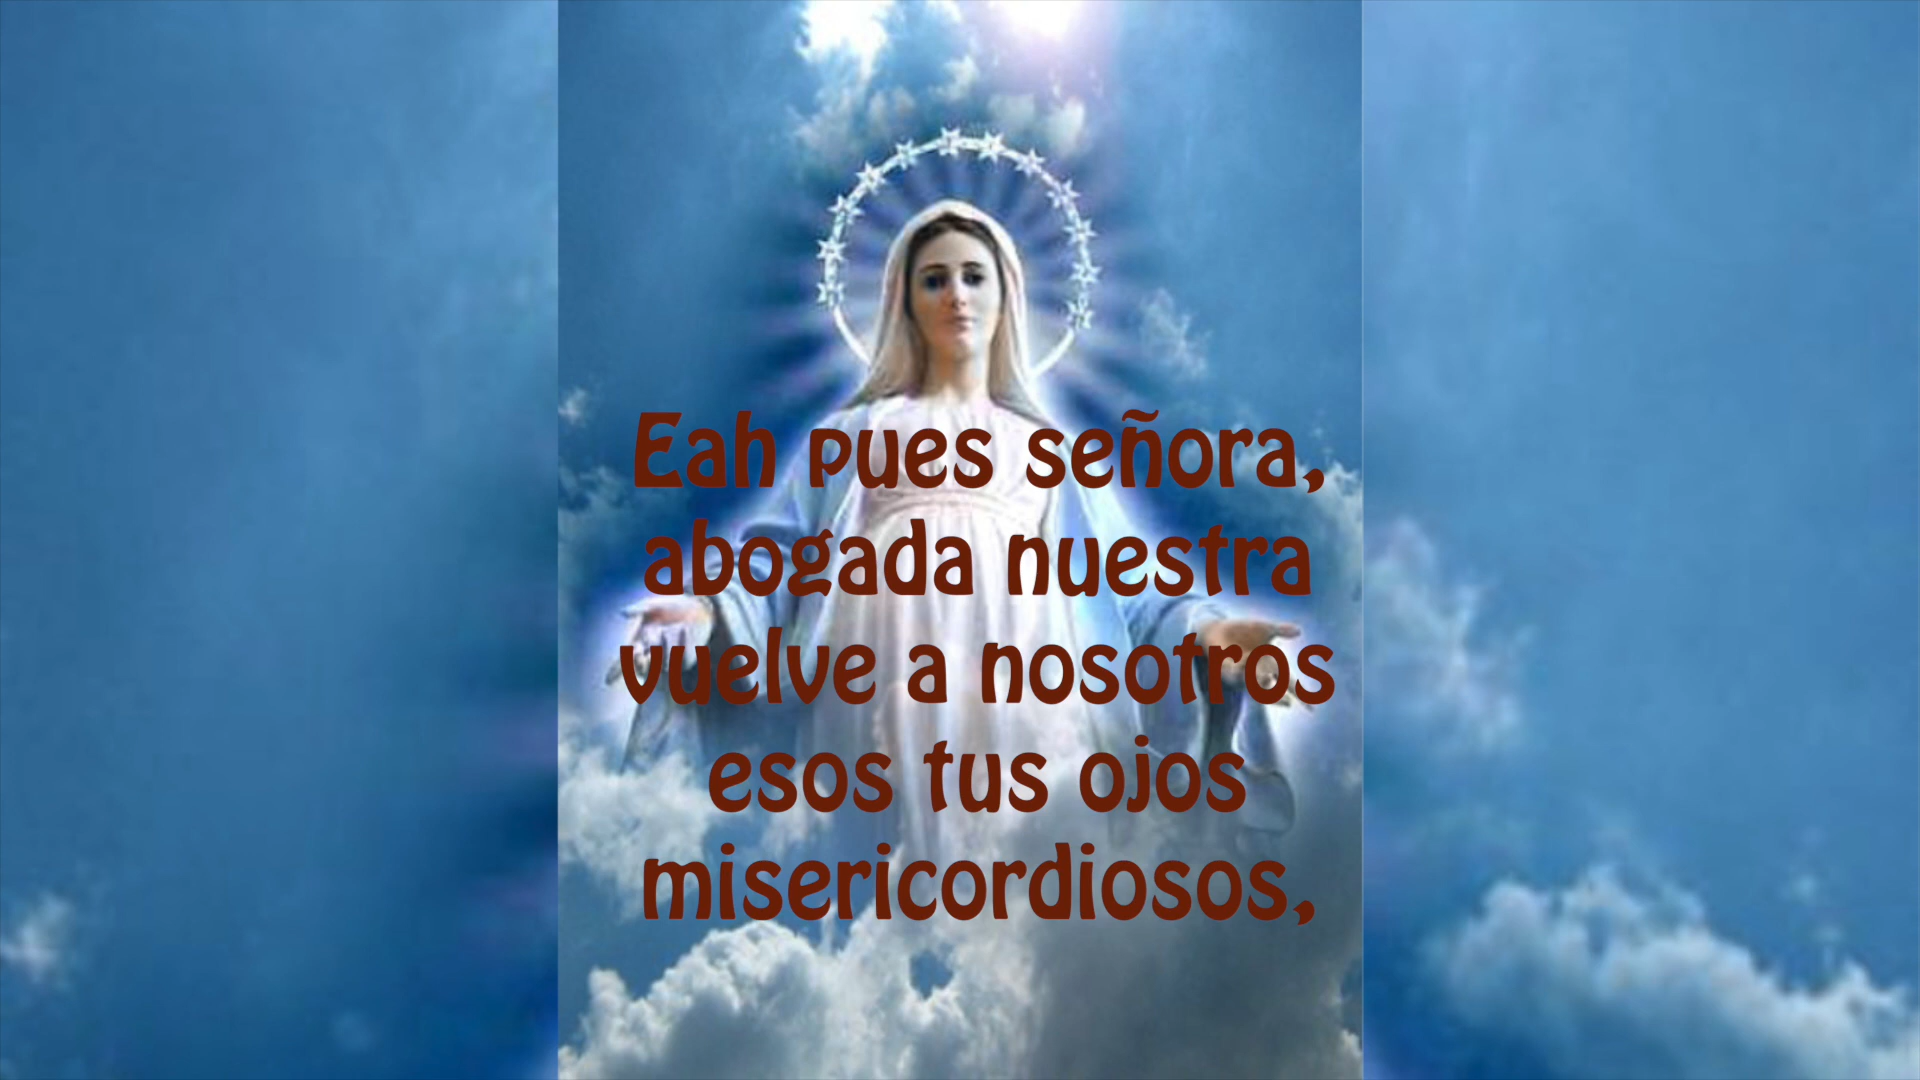 Eah pues señora,
abogada nuestra
vuelve a nosotros
esos tus ojos
misericordiosos,